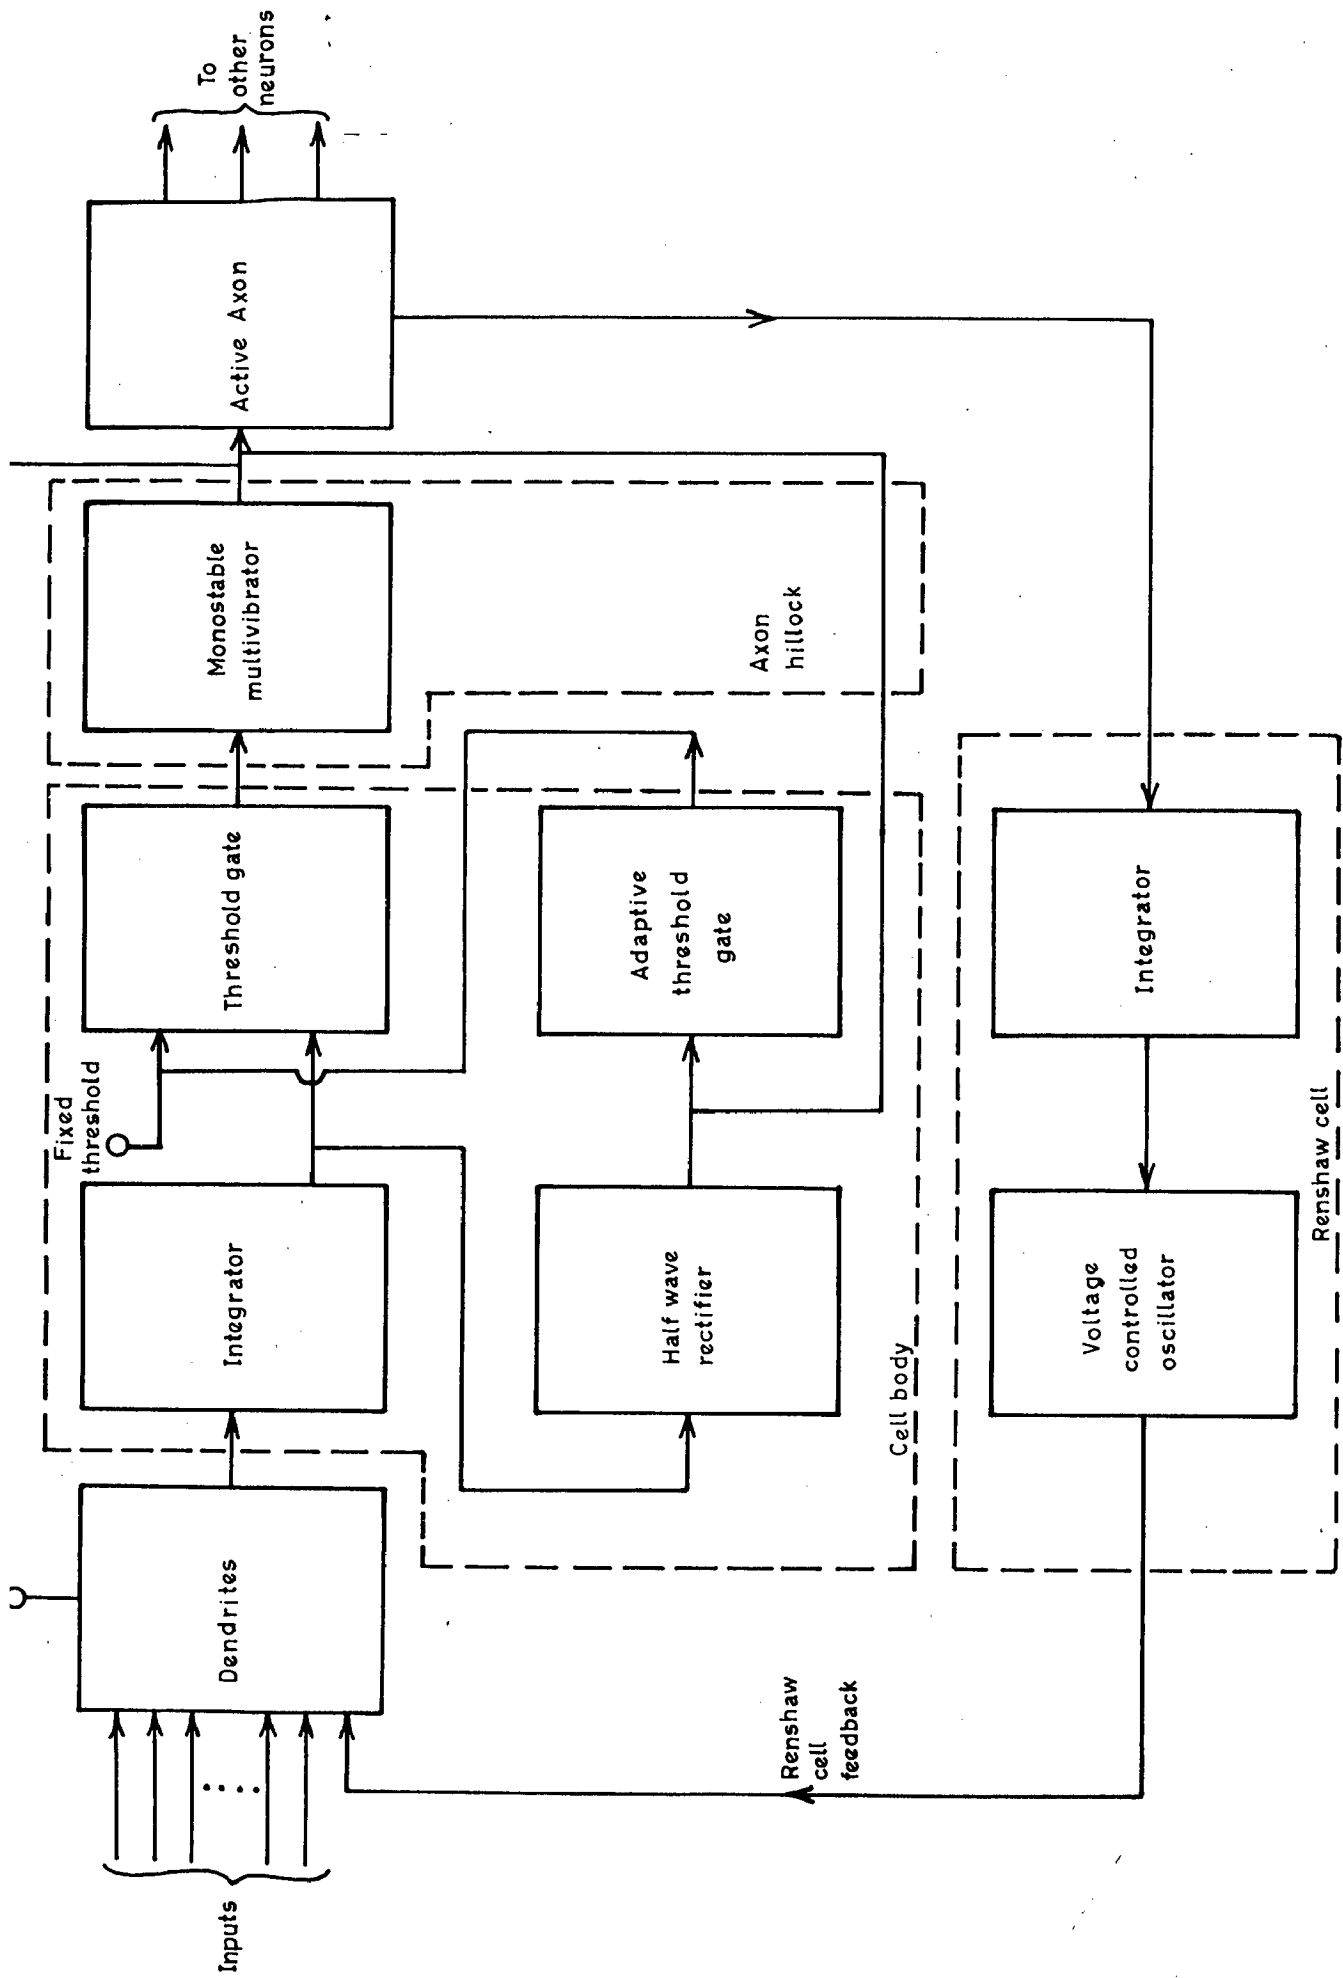 Inputs
Dendrites
Integrator
Fixed
threshold
Threshold gate
Monostable
multivibrator
Active Axon
To
other
neurons
Half wave
rectifier
Adaptive
threshold
gate
Axon
hillock
Cell body
Renshaw
cell
feedback
Voltage
controlled
oscillator
Integrator
Renshaw cell